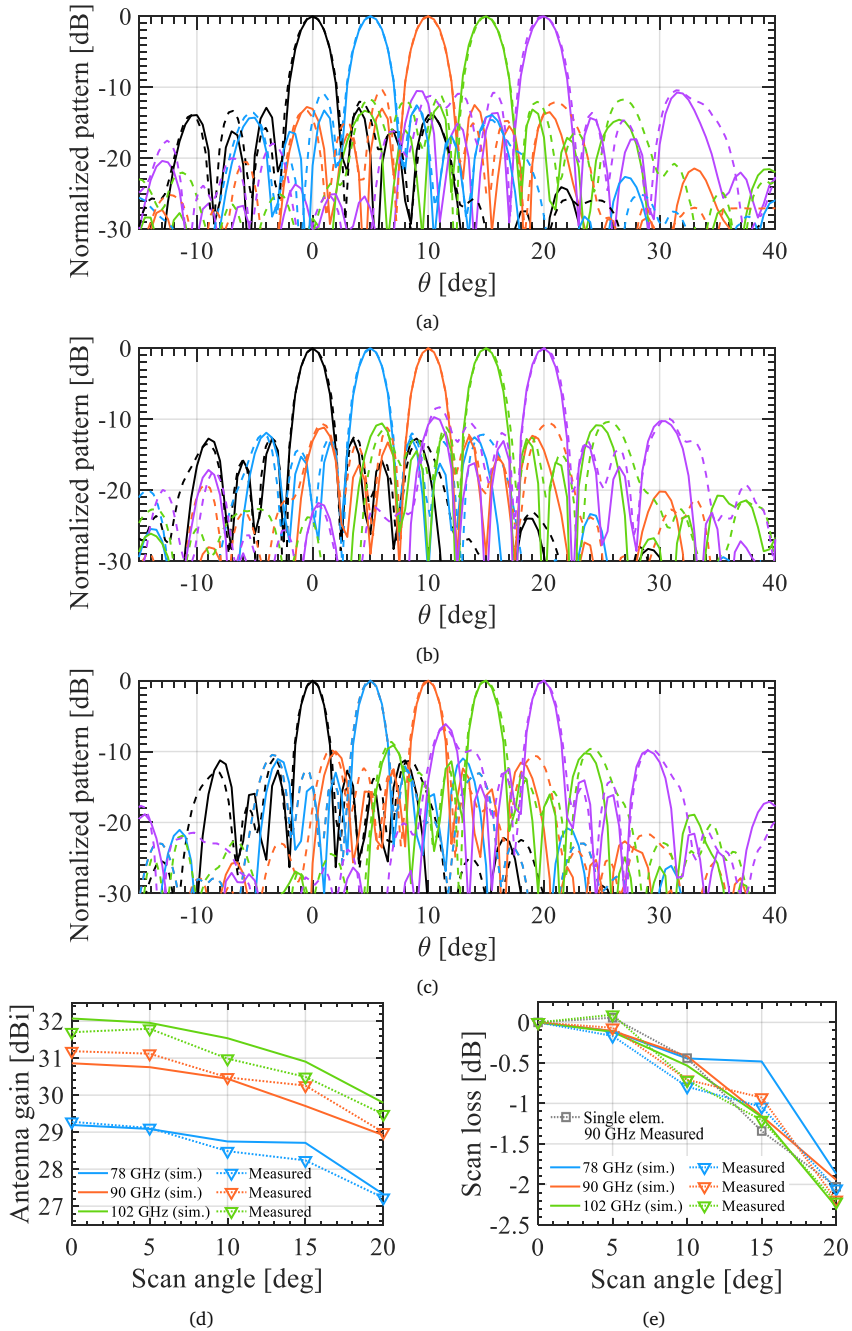 Normalized pattern [dB]
0
-10
-20
-30
-10 0 10 20 30 40
θ [deg]
(a)
Normalized pattern [dB]
0
-10
-20
-30
-10 0 10 20 30 40
θ [deg]
(b)
Normalized pattern [dB]
0
-10
-20
-30
-10 0 10 20 30 40
θ [deg]
(c)
Antenna gain [dBi]
32
31
30
29
28
27
78 GHz (sim.) Measured
90 GHz (sim.) Measured
102 GHz (sim.) Measured
0 5 10 15 20
Scan angle [deg]
(d)
Scan loss [dB]
0
-0.5
-1
-1.5
-2
-2.5
Single elem.
90 GHz Measured
78 GHz (sim.) Measured
90 GHz (sim.) Measured
102 GHz (sim.) Measured
0 5 10 15 20
Scan angle [deg]
(e)